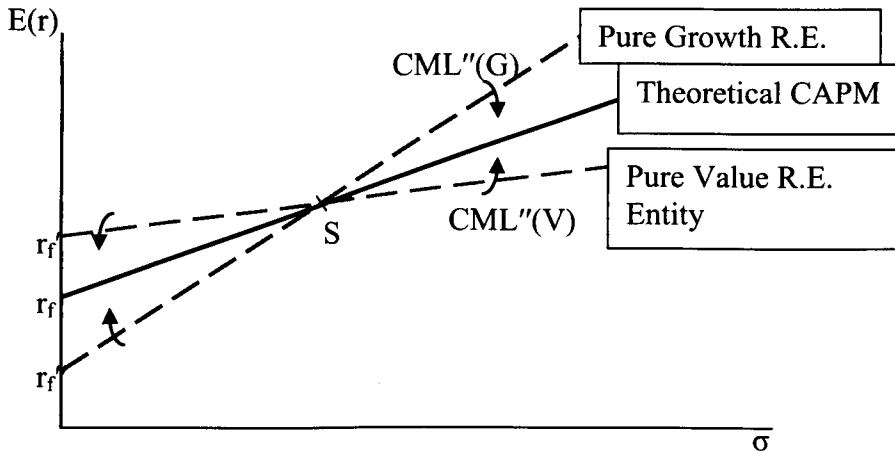 E(r)
Pure Growth R.E.
CML″(G)
Theoretical CAPM
Pure Value R.E.
Entity
CML″(V)
S
r_f′
r_f
r_f′
σ